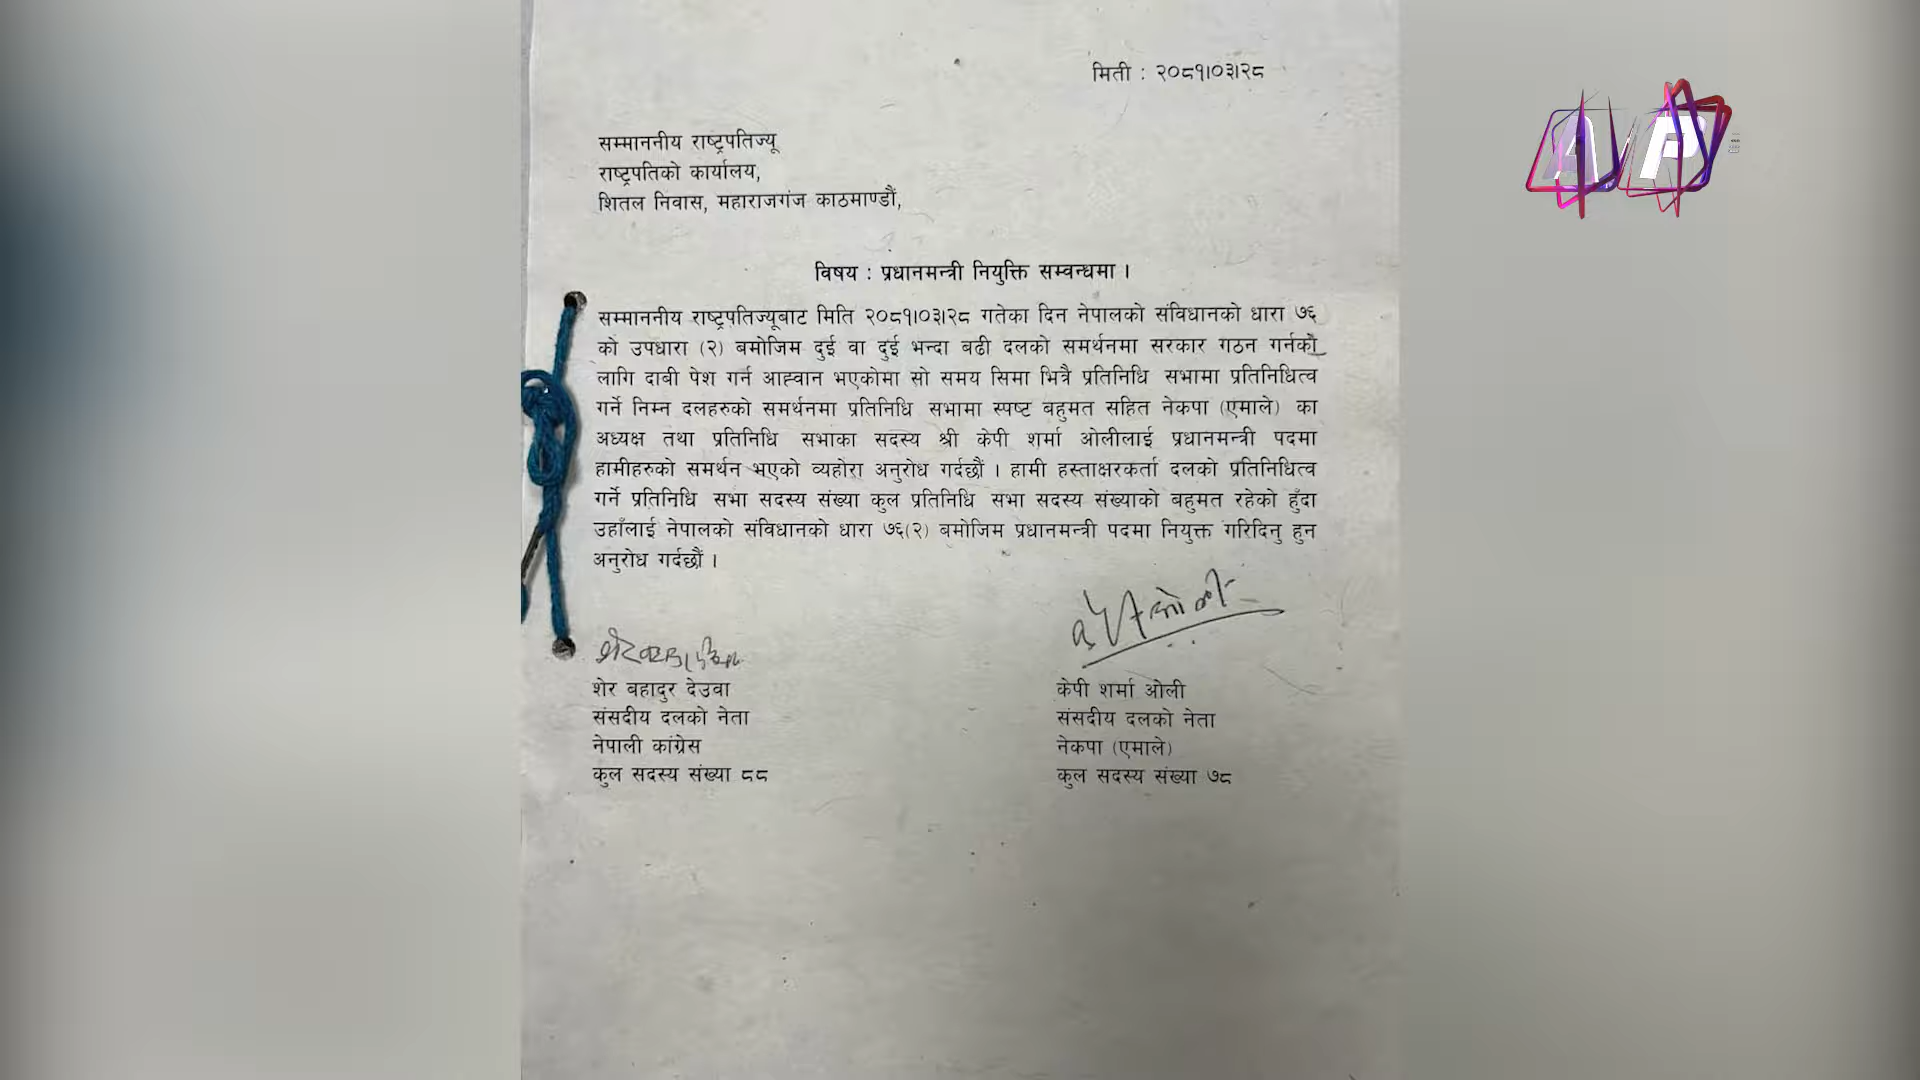 मिती : २०८१।०३।२८
सम्माननीय राष्ट्रपतिज्यू
राष्ट्रपतिको कार्यालय,
शितल निवास, महाराजगंज काठमाण्डौं,
विषय : प्रधानमन्त्री नियुक्ति सम्वन्धमा ।
सम्माननीय राष्ट्रपतिज्यूबाट मिति २०८१।०३।२८ गतेका दिन नेपालको संविधानको धारा ७६
को उपधारा (२) बमोजिम दुई वा दुई भन्दा बढी दलको समर्थनमा सरकार गठन गर्नको
लागि दाबी पेश गर्न आह्वान भएकोमा सो समय सिमा भित्रै प्रतिनिधि सभामा प्रतिनिधित्व
गर्ने निम्न दलहरुको समर्थनमा प्रतिनिधि सभामा स्पष्ट बहुमत सहित नेकपा (एमाले) का
अध्यक्ष तथा प्रतिनिधि सभाका सदस्य श्री केपी शर्मा ओलीलाई प्रधानमन्त्री पदमा
हामीहरुको समर्थन भएको व्यहोरा अनुरोध गर्दछौं । हामी हस्ताक्षरकर्ता दलको प्रतिनिधित्व
गर्ने प्रतिनिधि सभा सदस्य संख्या कुल प्रतिनिधि सभा सदस्य संख्याको बहुमत रहेको हुँदा
उहाँलाई नेपालको संविधानको धारा ७६(२) बमोजिम प्रधानमन्त्री पदमा नियुक्त गरिदिनु हुन
अनुरोध गर्दछौं ।
शेर बहादुर देउवा
संसदीय दलको नेता
नेपाली कांग्रेस
कुल सदस्य संख्या ८८
केपी शर्मा ओली
संसदीय दलको नेता
नेकपा (एमाले)
कुल सदस्य संख्या ७८
AP